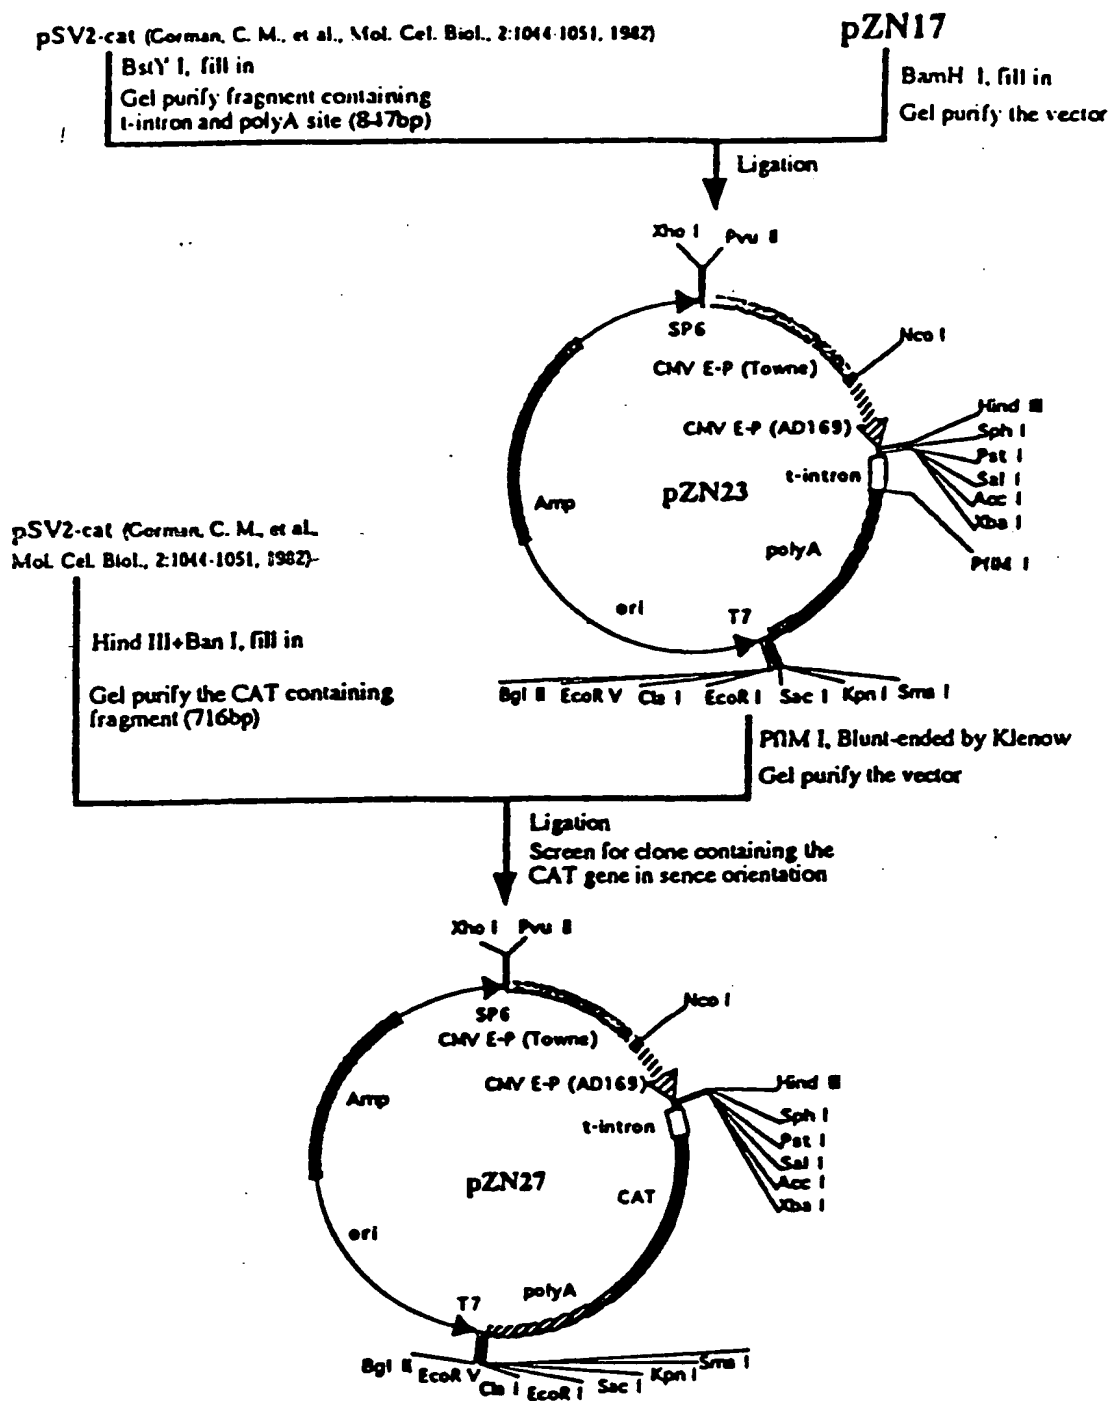 pSV2-cat (Gorman, C. M., et al., Mol. Cel. Biol., 2:1044-1051, 1982)
pZN17
BstY I, fill in
Gel purify fragment containing
t-intron and polyA site (847bp)
BamH I, fill in
Gel purify the vector
Ligation
Xho I
Pvu II
SP6
CMV E-P (Towne)
Nco I
CMV E-P (AD169)
Hind III
Sph I
Pst I
Sal I
Acc I
Xba I
PflM I
t-intron
pZN23
Amp
polyA
ori
T7
Bgl II
EcoR V
Cla I
EcoR I
Sac I
Kpn I
Sma I
pSV2-cat (Gorman, C. M., et al.,
Mol. Cel. Biol., 2:1044-1051, 1982)
Hind III+Ban I, fill in
Gel purify the CAT containing
fragment (716bp)
PflM I, Blunt-ended by Klenow
Gel purify the vector
Ligation
Screen for clone containing the
CAT gene in sence orientation
Xho I
Pvu II
SP6
CMV E-P (Towne)
Nco I
CMV E-P (AD169)
Hind III
Sph I
Pst I
Sal I
Acc I
Xba I
t-intron
Amp
pZN27
CAT
ori
polyA
T7
Bgl II
EcoR V
Cla I
EcoR I
Sac I
Kpn I
Sma I